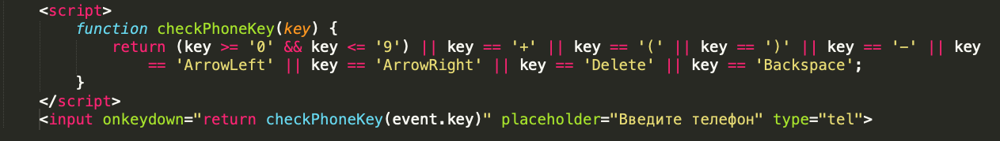 <script>
function checkPhoneKey(key) {
return (key >= '0' && key <= '9') || key == '+' || key == '(' || key == ')' || key == '-' || key
== 'ArrowLeft' || key == 'ArrowRight' || key == 'Delete' || key == 'Backspace';
}
</script>
<input onkeydown="return checkPhoneKey(event.key)" placeholder="Введите телефон" type="tel">